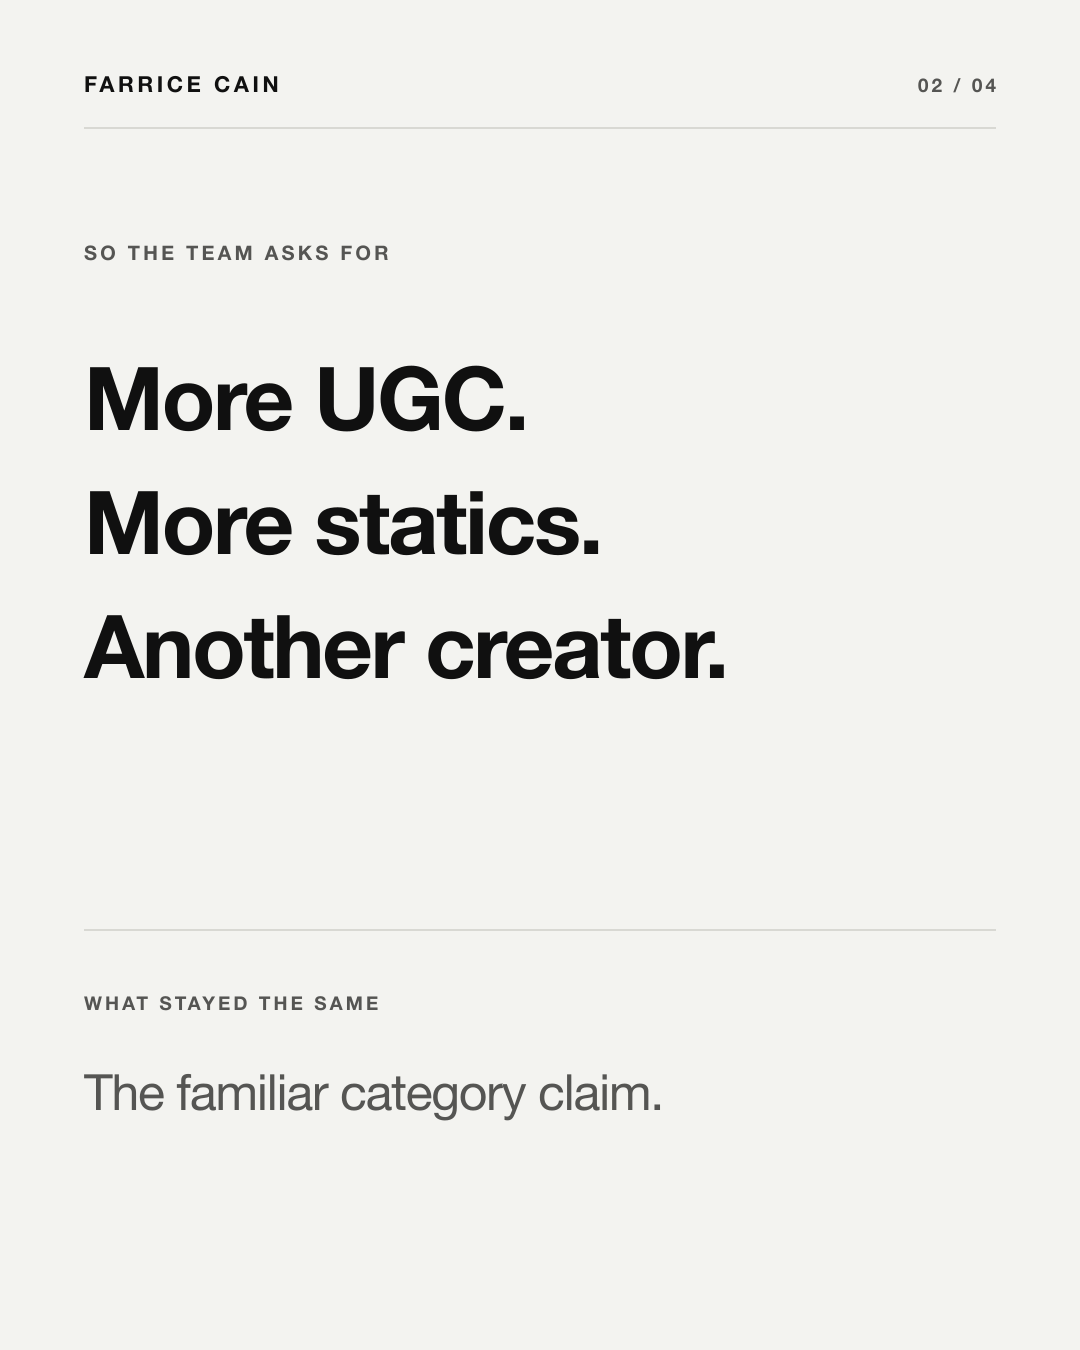 FARRICE CAIN
02 / 04
SO THE TEAM ASKS FOR
More UGC.
More statics.
Another creator.
WHAT STAYED THE SAME
The familiar category claim.